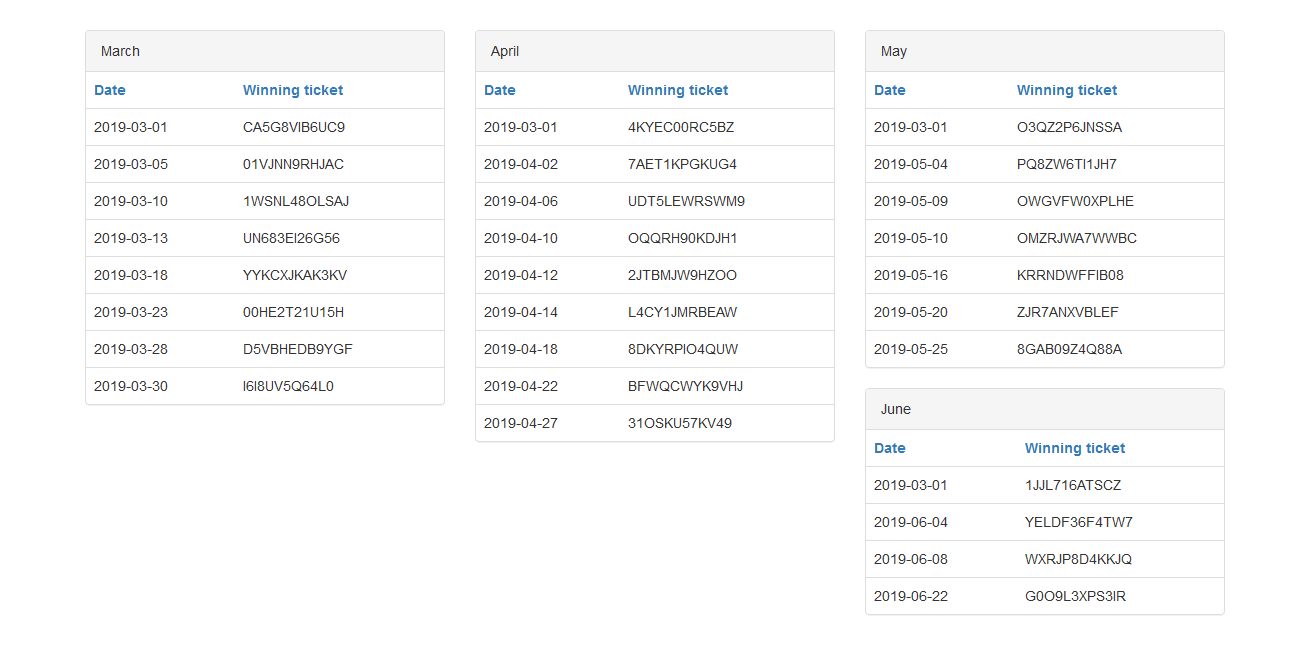 March
Date Winning ticket
2019-03-01 CA5G8VIB6UC9
2019-03-05 01VJNN9RHJAC
2019-03-10 1WSNL48OLSAJ
2019-03-13 UN683EI26G56
2019-03-18 YYKCXJKAK3KV
2019-03-23 00HE2T21U15H
2019-03-28 D5VBHEDB9YGF
2019-03-30 I6I8UV5Q64L0
April
Date Winning ticket
2019-03-01 4KYEC00RC5BZ
2019-04-02 7AET1KPGKUG4
2019-04-06 UDT5LEWRSWM9
2019-04-10 OQQRH90KDJH1
2019-04-12 2JTBMJW9HZOO
2019-04-14 L4CY1JMRBEAW
2019-04-18 8DKYRPIO4QUW
2019-04-22 BFWQCWYK9VHJ
2019-04-27 31OSKU57KV49
May
Date Winning ticket
2019-03-01 O3QZ2P6JNSSA
2019-05-04 PQ8ZW6TI1JH7
2019-05-09 OWGVFW0XPLHE
2019-05-10 OMZRJWA7WWBC
2019-05-16 KRRNDWFFIB08
2019-05-20 ZJR7ANXVBLEF
2019-05-25 8GAB09Z4Q88A
June
Date Winning ticket
2019-03-01 1JJL716ATSCZ
2019-06-04 YELDF36F4TW7
2019-06-08 WXRJP8D4KKJQ
2019-06-22 G0O9L3XPS3IR